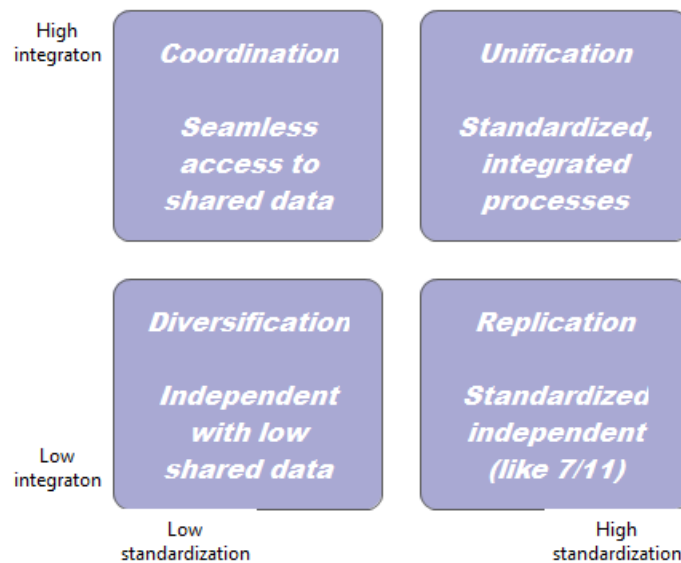 High
integraton
Coordination
Seamless
access to
shared data
Unification
Standardized,
integrated
processes
Diversification
Independent
with low
shared data
Replication
Standardized
independent
(like 7/11)
Low
integraton
Low
standardization
High
standardization